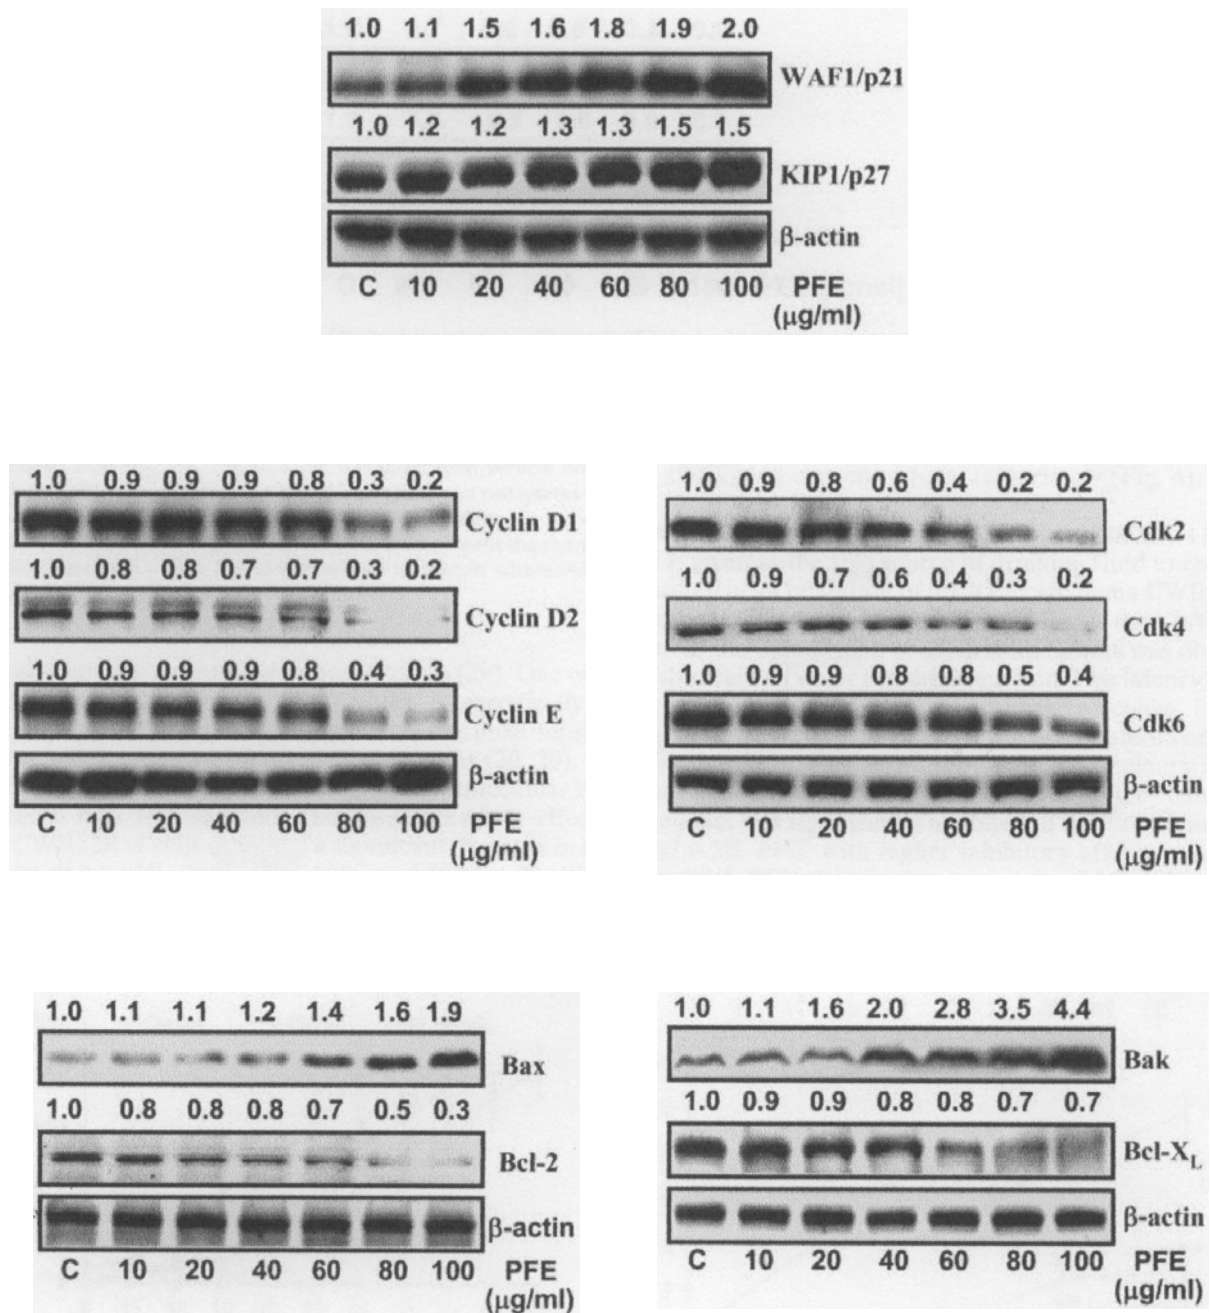 1.0 1.1 1.5 1.6 1.8 1.9 2.0
WAF1/p21
1.0 1.2 1.2 1.3 1.3 1.5 1.5
KIP1/p27
β-actin
C 10 20 40 60 80 100 PFE
(μg/ml)
1.0 0.9 0.9 0.9 0.8 0.3 0.2
Cyclin D1
1.0 0.8 0.8 0.7 0.7 0.3 0.2
Cyclin D2
1.0 0.9 0.9 0.9 0.8 0.4 0.3
Cyclin E
β-actin
C 10 20 40 60 80 100 PFE
(μg/ml)
1.0 0.9 0.8 0.6 0.4 0.2 0.2
Cdk2
1.0 0.9 0.7 0.6 0.4 0.3 0.2
Cdk4
1.0 0.9 0.9 0.8 0.8 0.5 0.4
Cdk6
β-actin
C 10 20 40 60 80 100 PFE
(μg/ml)
1.0 1.1 1.1 1.2 1.4 1.6 1.9
Bax
1.0 0.8 0.8 0.8 0.7 0.5 0.3
Bcl-2
β-actin
C 10 20 40 60 80 100 PFE
(μg/ml)
1.0 1.1 1.6 2.0 2.8 3.5 4.4
Bak
1.0 0.9 0.9 0.8 0.8 0.7 0.7
Bcl-X_L
β-actin
C 10 20 40 60 80 100 PFE
(μg/ml)